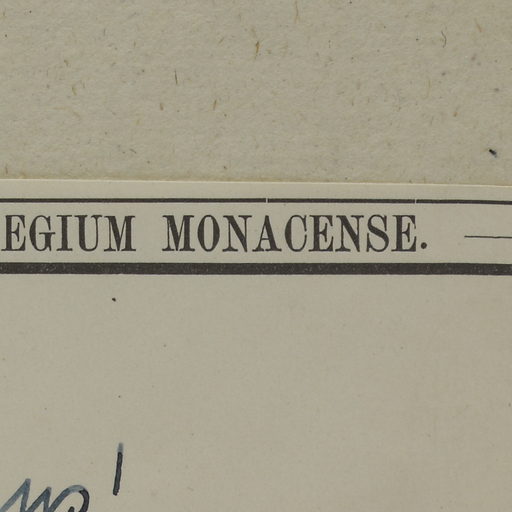 EGIUM MONACENSE. —